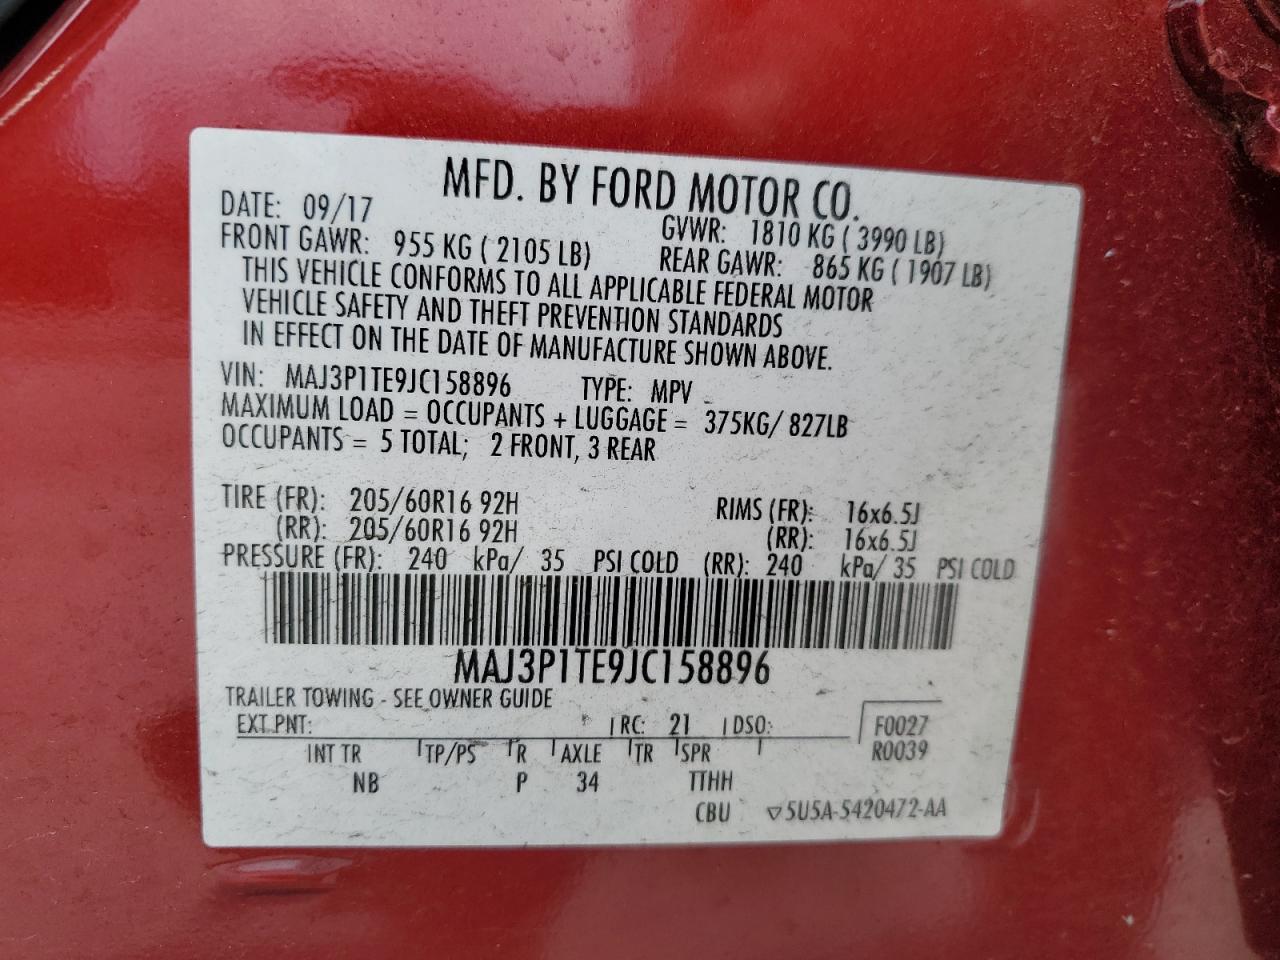 MFD. BY FORD MOTOR CO.
DATE: 09/17 GVWR: 1810 KG ( 3990 LB)
FRONT GAWR: 955 KG ( 2105 LB) REAR GAWR: 865 KG ( 1907 LB)
THIS VEHICLE CONFORMS TO ALL APPLICABLE FEDERAL MOTOR
VEHICLE SAFETY AND THEFT PREVENTION STANDARDS
IN EFFECT ON THE DATE OF MANUFACTURE SHOWN ABOVE.
VIN: MAJ3P1TE9JC158896 TYPE: MPV
MAXIMUM LOAD = OCCUPANTS + LUGGAGE = 375KG/ 827LB
OCCUPANTS = 5 TOTAL; 2 FRONT, 3 REAR
TIRE (FR): 205/60R16 92H RIMS (FR): 16x6.5J
(RR): 205/60R16 92H (RR): 16x6.5J
PRESSURE (FR): 240 kPa/ 35 PSI COLD (RR): 240 kPa/ 35 PSI COLD
MAJ3P1TE9JC158896
TRAILER TOWING - SEE OWNER GUIDE
EXT PNT: RC: 21 DSO: F0027
INT TR TP/PS R AXLE TR SPR R0039
NB P 34 TTHH
CBU ▽5U5A-5420472-AA